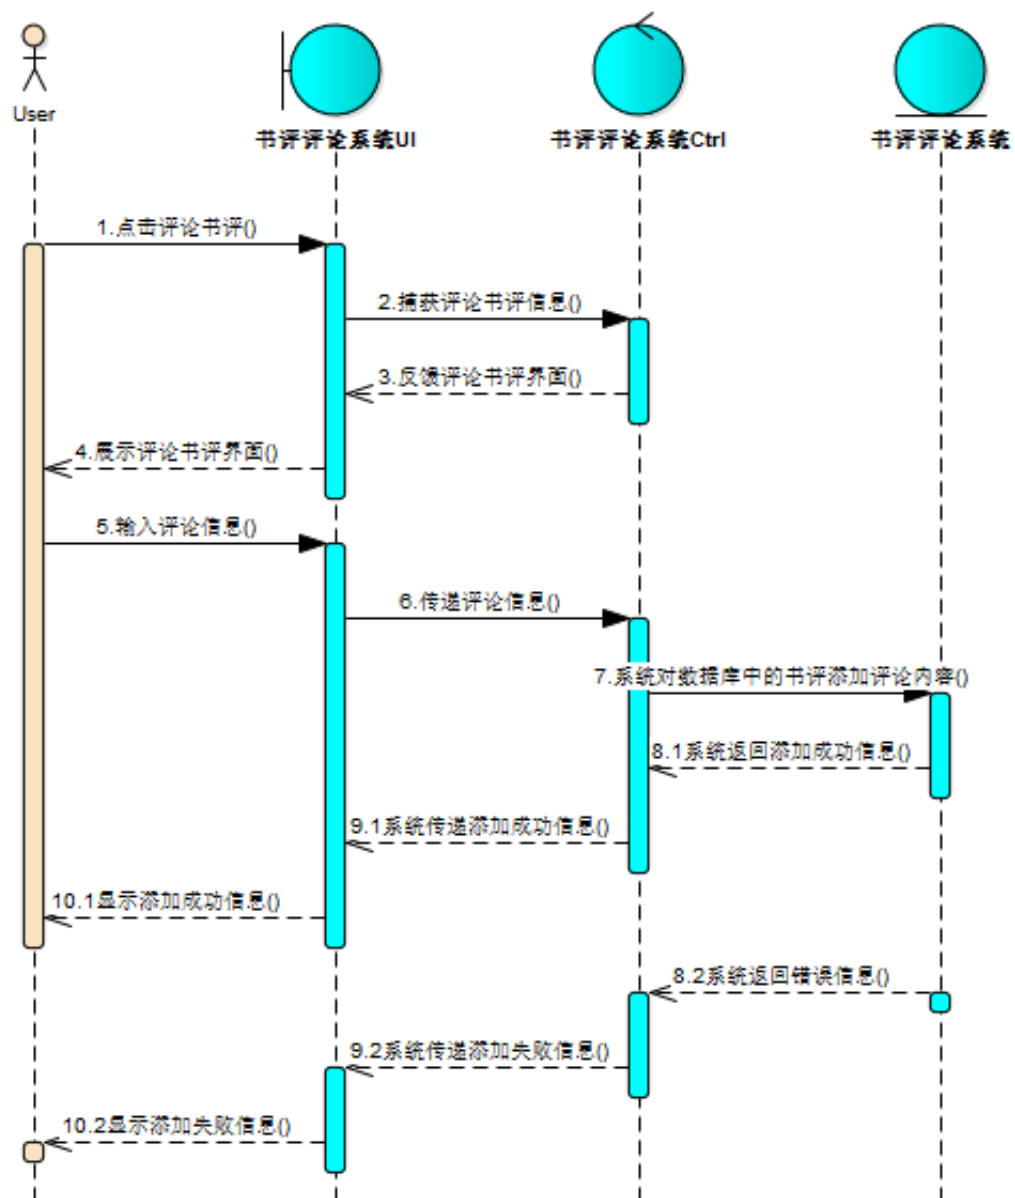 User
书评评论系统UI
书评评论系统Ctrl
书评评论系统
1.点击评论书评()
2.捕获评论书评信息()
3.反馈评论书评界面()
4.展示评论书评界面()
5.输入评论信息()
6.传递评论信息()
7.系统对数据库中的书评添加评论内容()
8.1系统返回添加成功信息()
9.1系统传递添加成功信息()
10.1显示添加成功信息()
8.2系统返回错误信息()
9.2系统传递添加失败信息()
10.2显示添加失败信息()